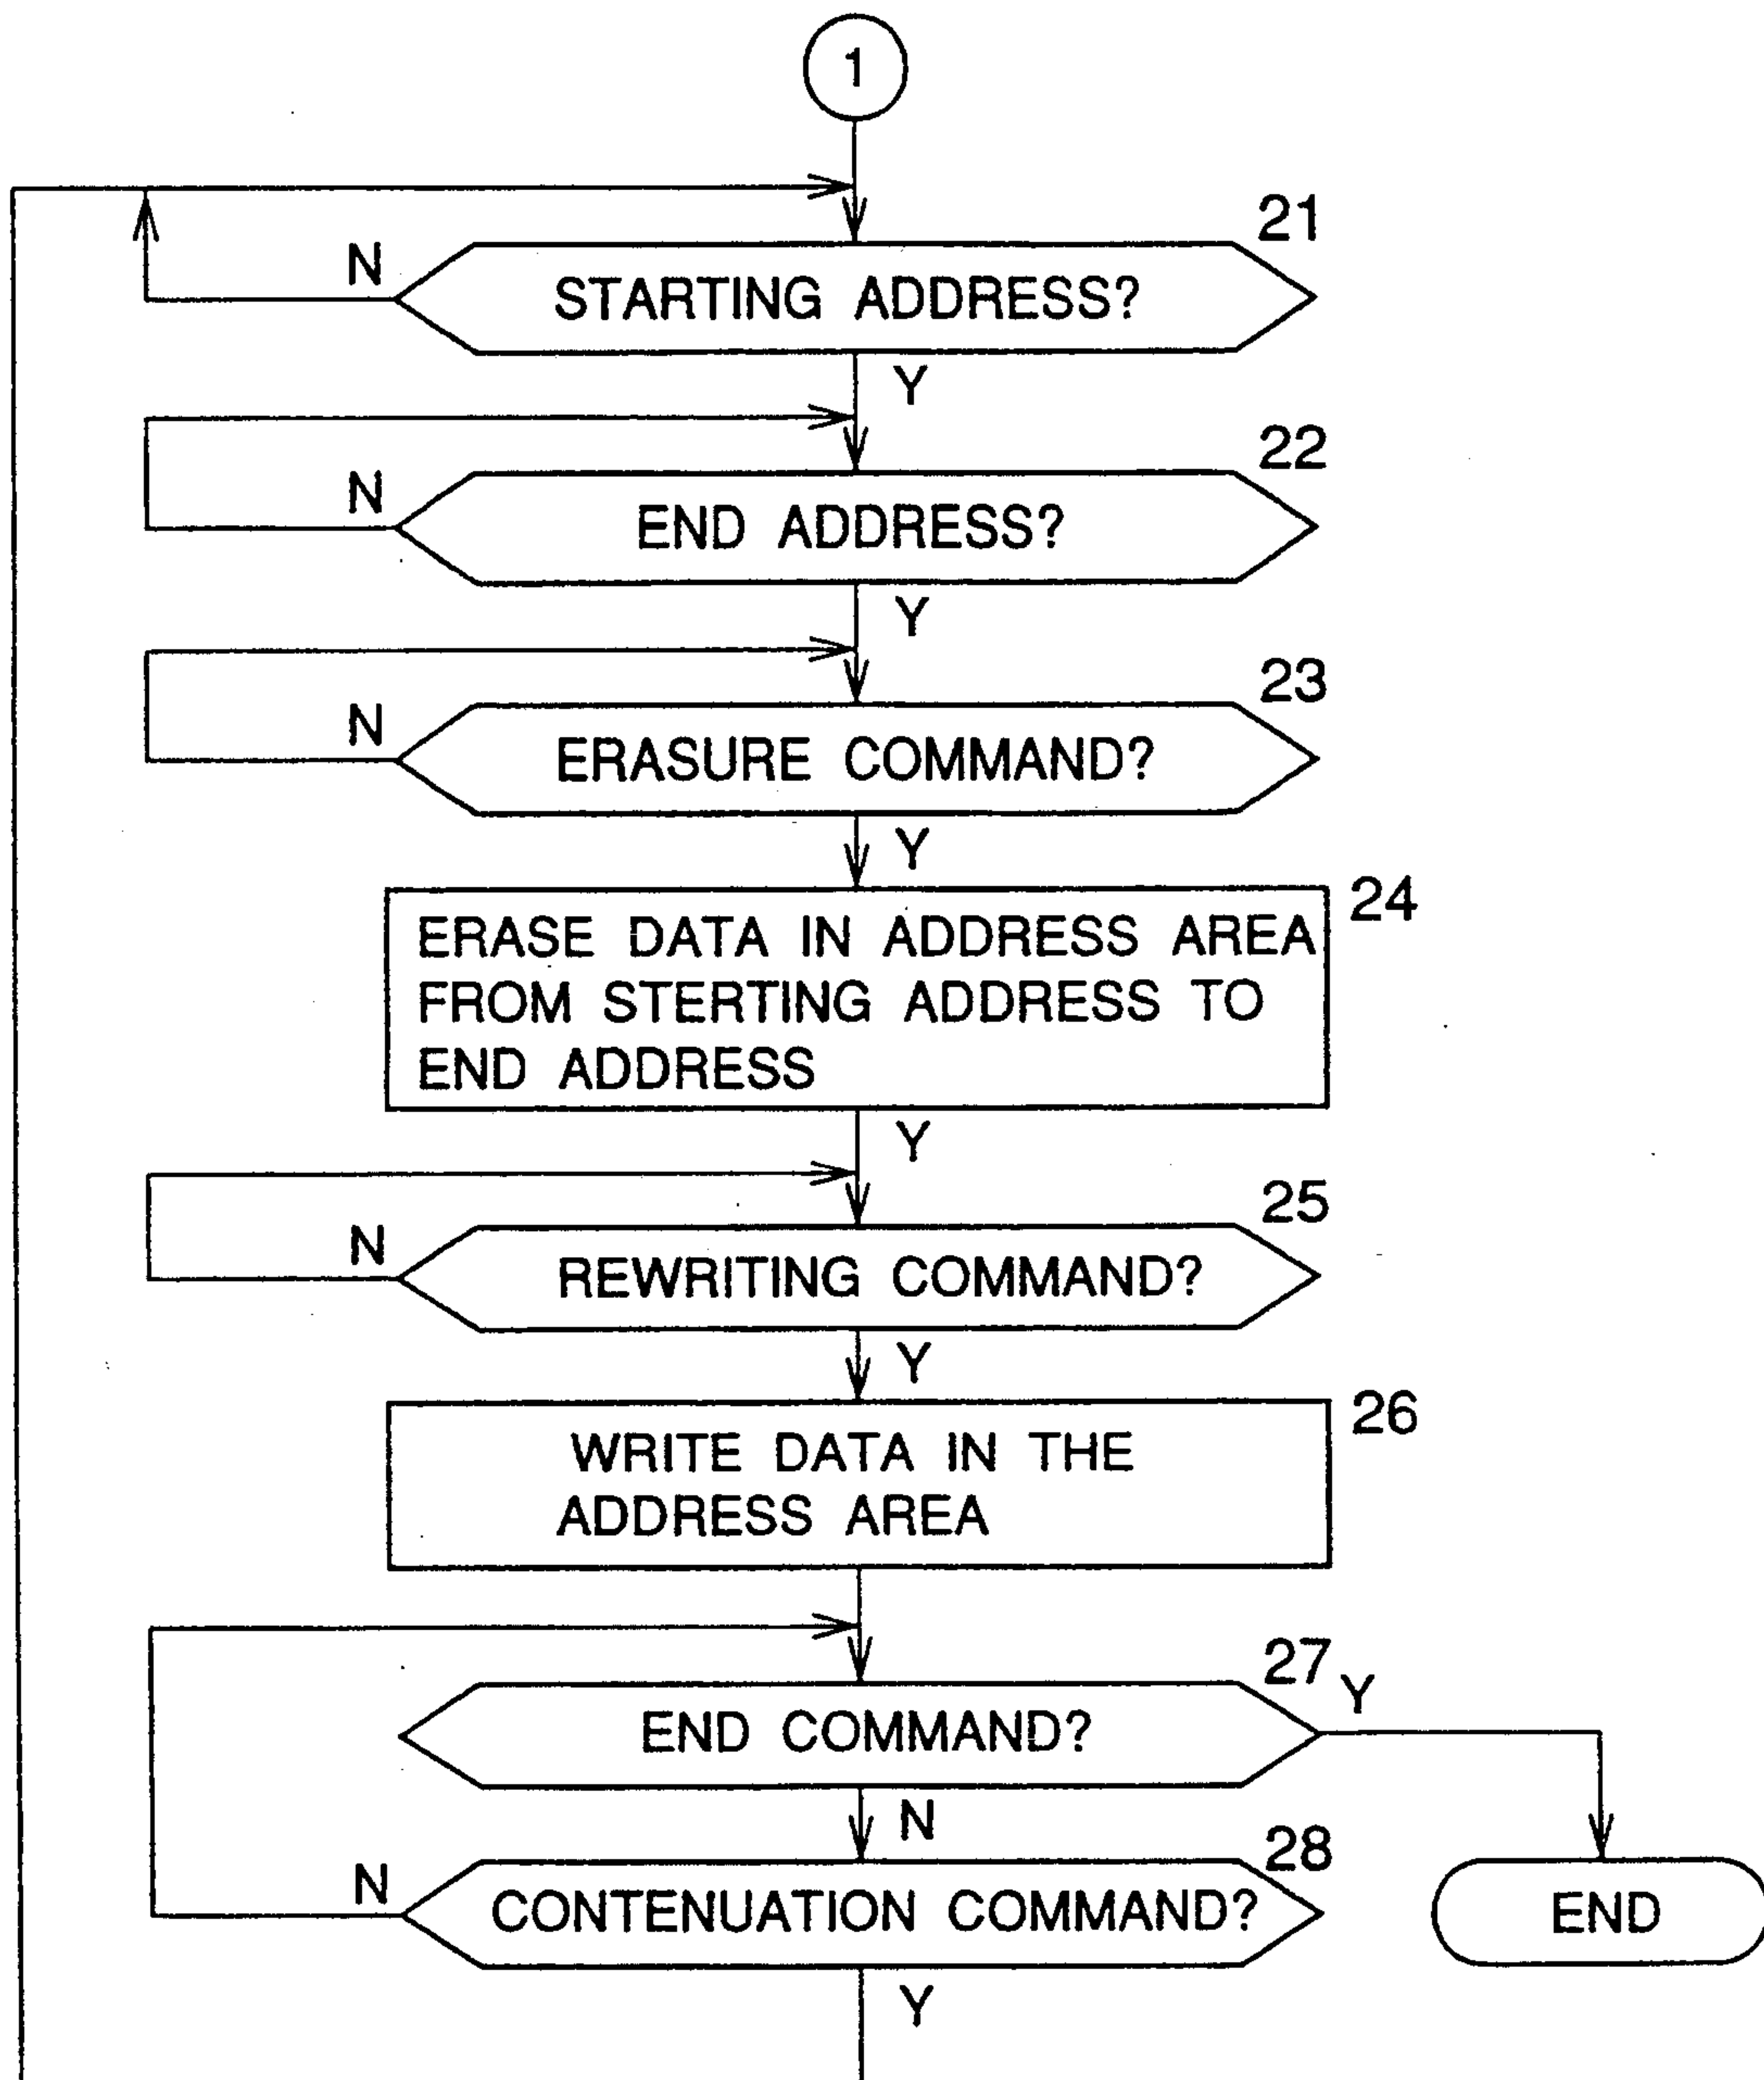 1
21
N
STARTING ADDRESS?
Y
22
N
END ADDRESS?
Y
23
N
ERASURE COMMAND?
Y
24
ERASE DATA IN ADDRESS AREA
FROM STERTING ADDRESS TO
END ADDRESS
Y
25
N
REWRITING COMMAND?
Y
26
WRITE DATA IN THE
ADDRESS AREA
27
Y
END COMMAND?
N
28
N
CONTENUATION COMMAND?
END
Y